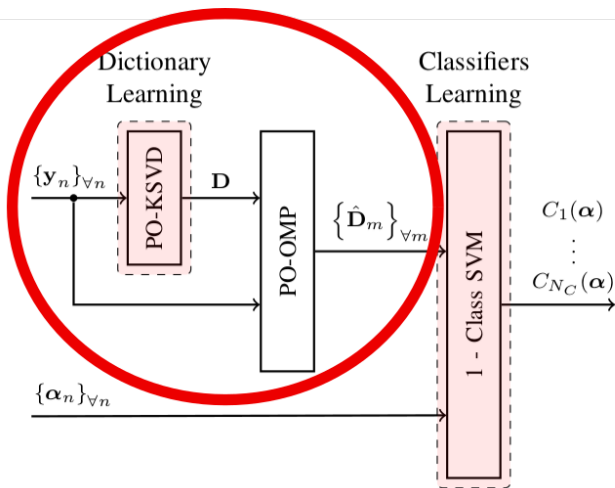 Dictionary
Learning
Classifiers
Learning
{y_n}_∀n
PO-KSVD
D
PO-OMP
{D̂_m}_∀m
1 - Class SVM
C_1(α)
⋮
C_{N_C}(α)
{α_n}_∀n